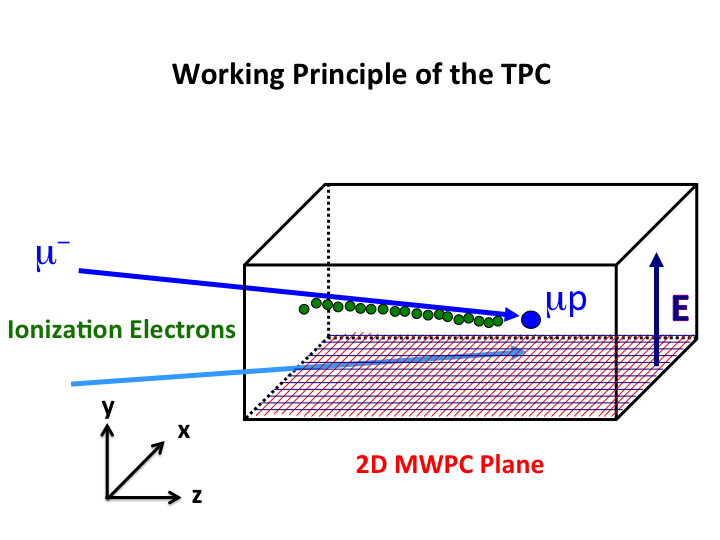 Working Principle of the TPC
μ⁻
μp
E
Ionization Electrons
y
x
z
2D MWPC Plane